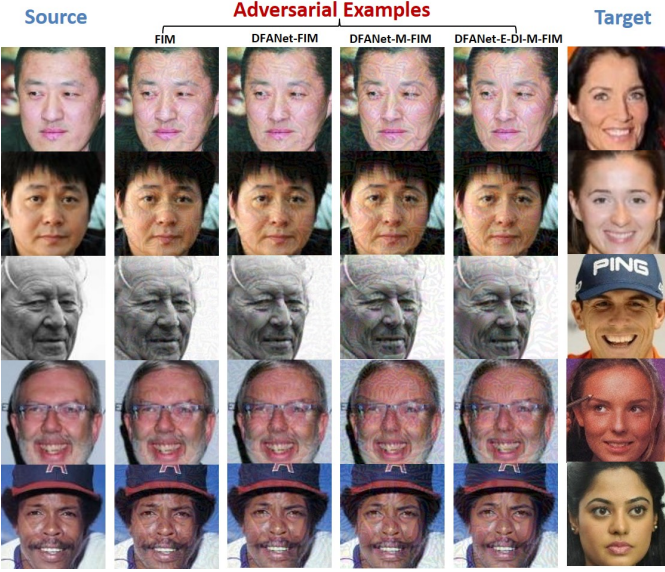 Source
Adversarial Examples
Target
FIM
DFANet-FIM
DFANet-M-FIM
DFANet-E-DI-M-FIM
PING
A
A
A
A
A